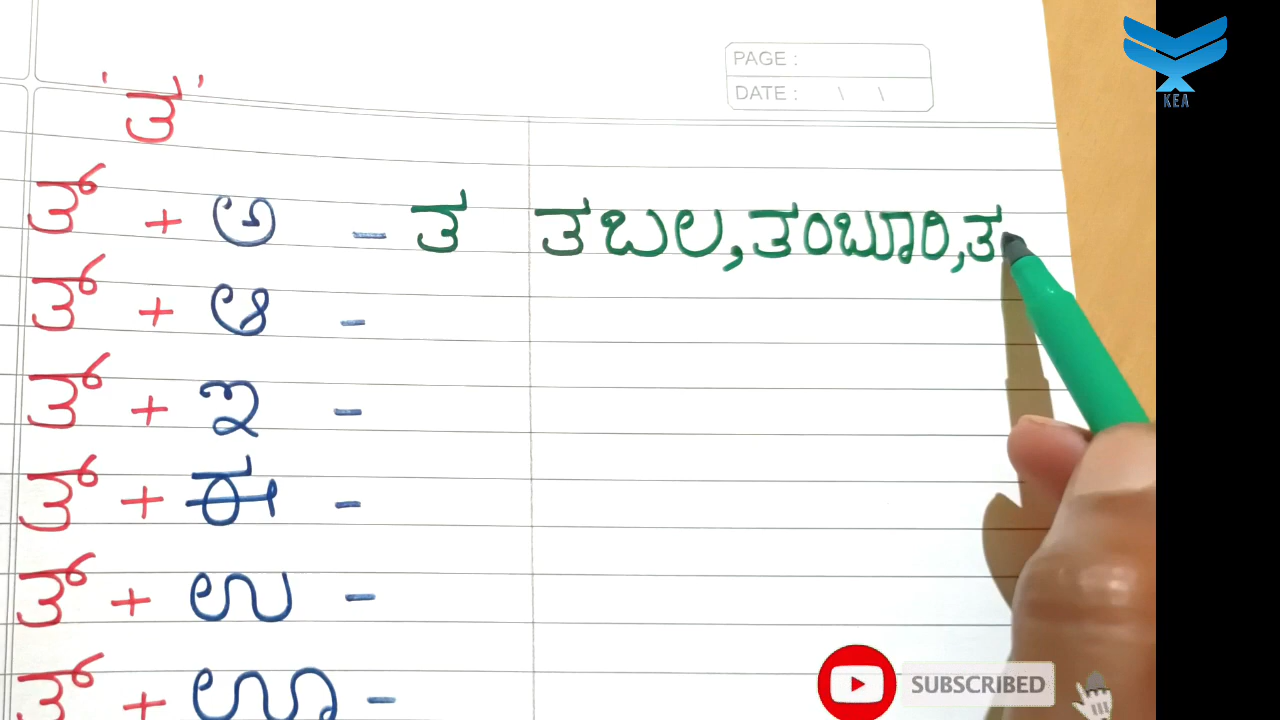 PAGE :
DATE : \ \
KEA
'ತ'
ತ್ + ಅ - ತ ತಬಲ, ತಂಬೂರಿ, ತ
ತ್ + ಆ -
ತ್ + ಇ -
ತ್ + ಈ -
ತ್ + ಉ -
ತ್ + ಊ -
SUBSCRIBED